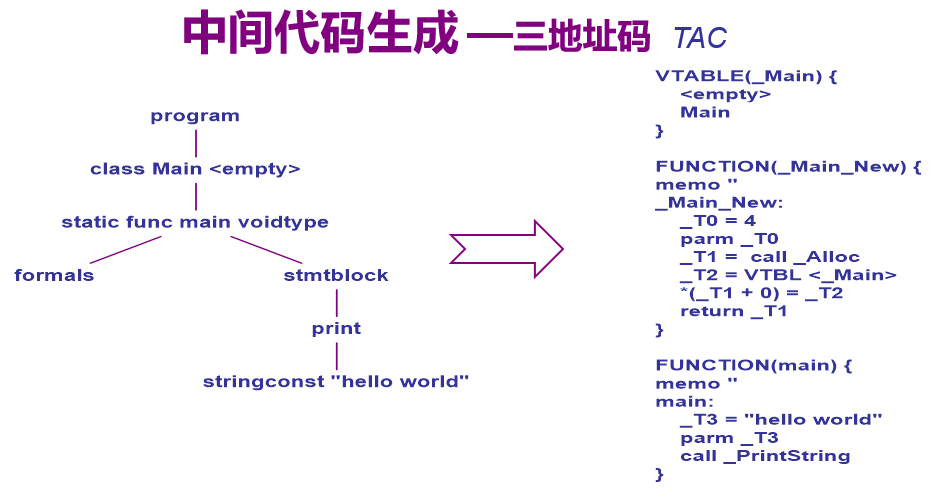 中间代码生成—三地址码 TAC
program
class Main <empty>
static func main voidtype
formals
stmtblock
print
stringconst "hello world"
VTABLE(_Main) {
<empty>
Main
}
FUNCTION(_Main_New) {
memo ''
_Main_New:
_T0 = 4
parm _T0
_T1 =  call _Alloc
_T2 = VTBL <_Main>
*(_T1 + 0) = _T2
return _T1
}
FUNCTION(main) {
memo ''
main:
_T3 = "hello world"
parm _T3
call _PrintString
}